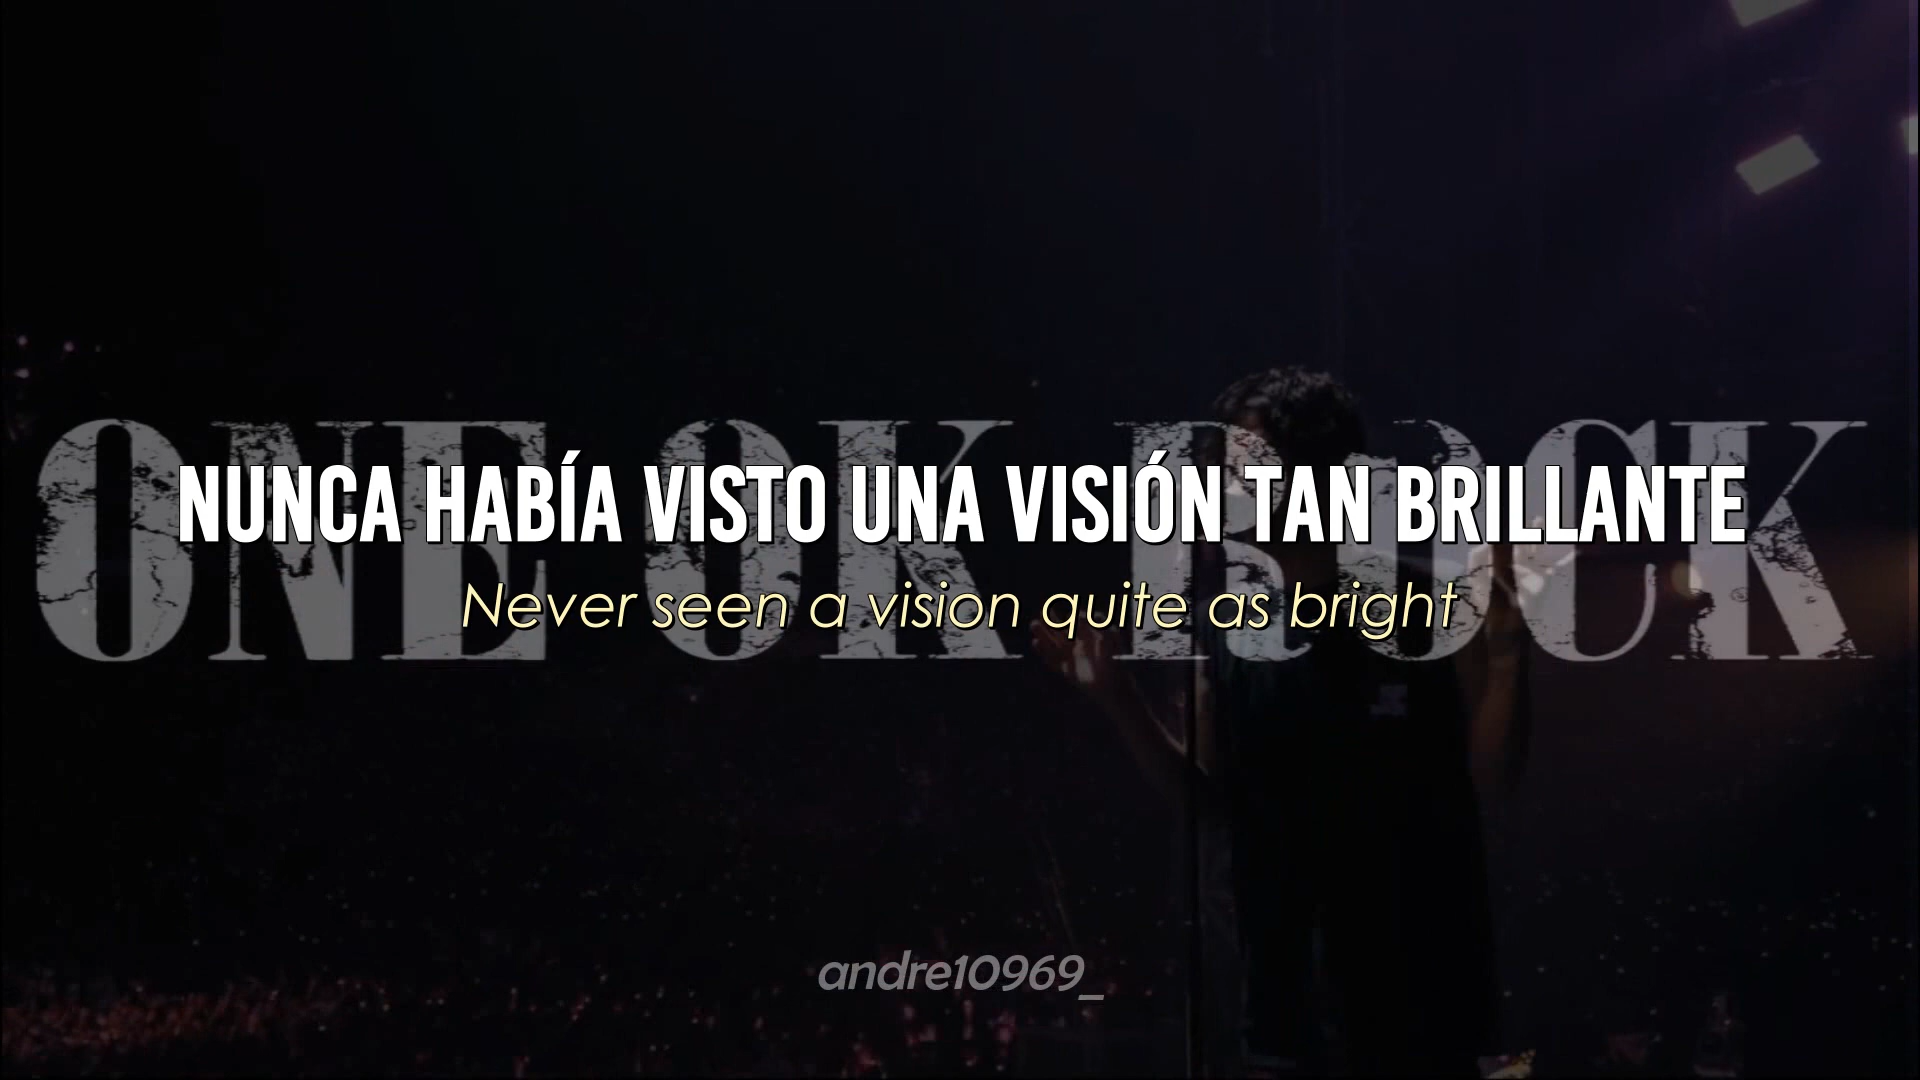 ONE OK ROCK
NUNCA HABÍA VISTO UNA VISIÓN TAN BRILLANTE
Never seen a vision quite as bright
andre10969_